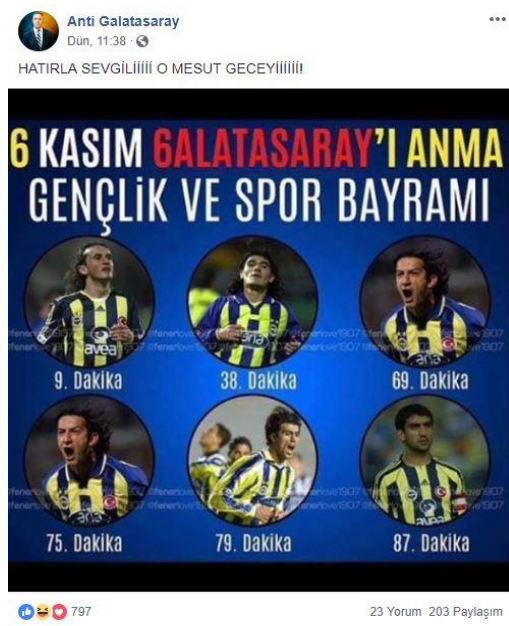 Anti Galatasaray
Dün, 11:38
HATIRLA SEVGİLİİİİİ O MESUT GECEYİİİİİİ!
6 KASIM 6ALATASARAY'I ANMA
GENÇLİK VE SPOR BAYRAMI
9. Dakika
38. Dakika
69. Dakika
75. Dakika
79. Dakika
87. Dakika
797
23 Yorum 203 Paylaşım